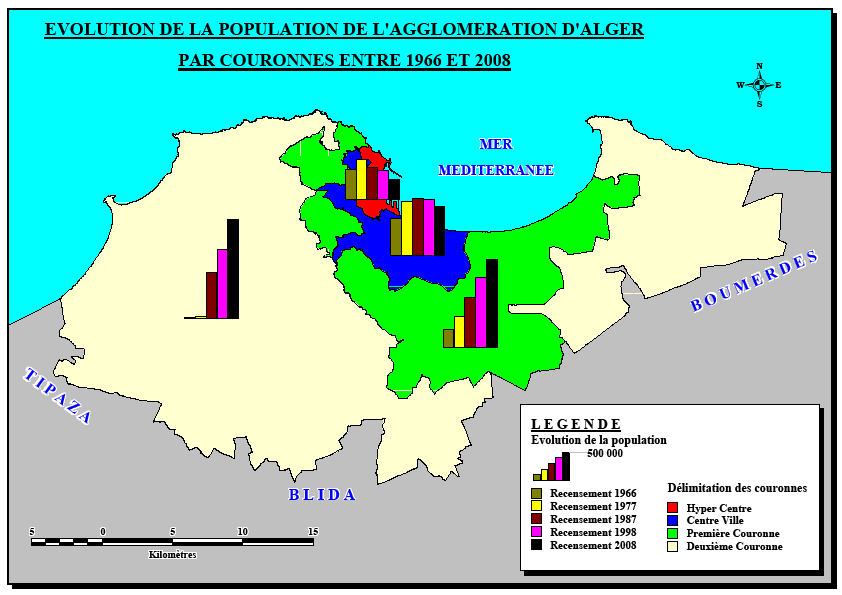 EVOLUTION DE LA POPULATION DE L'AGGLOMERATION D'ALGER
PAR COURONNES ENTRE 1966 ET 2008
N
W E
S
MER
MEDITERRANEE
BOUMERDES
TIPAZA
BLIDA
LEGENDE
Evolution de la population
500 000
Recensement 1966
Recensement 1977
Recensement 1987
Recensement 1998
Recensement 2008
Délimitation des couronnes
Hyper Centre
Centre Ville
Première Couronne
Deuxième Couronne
5 0 5 10 15
Kilomètres